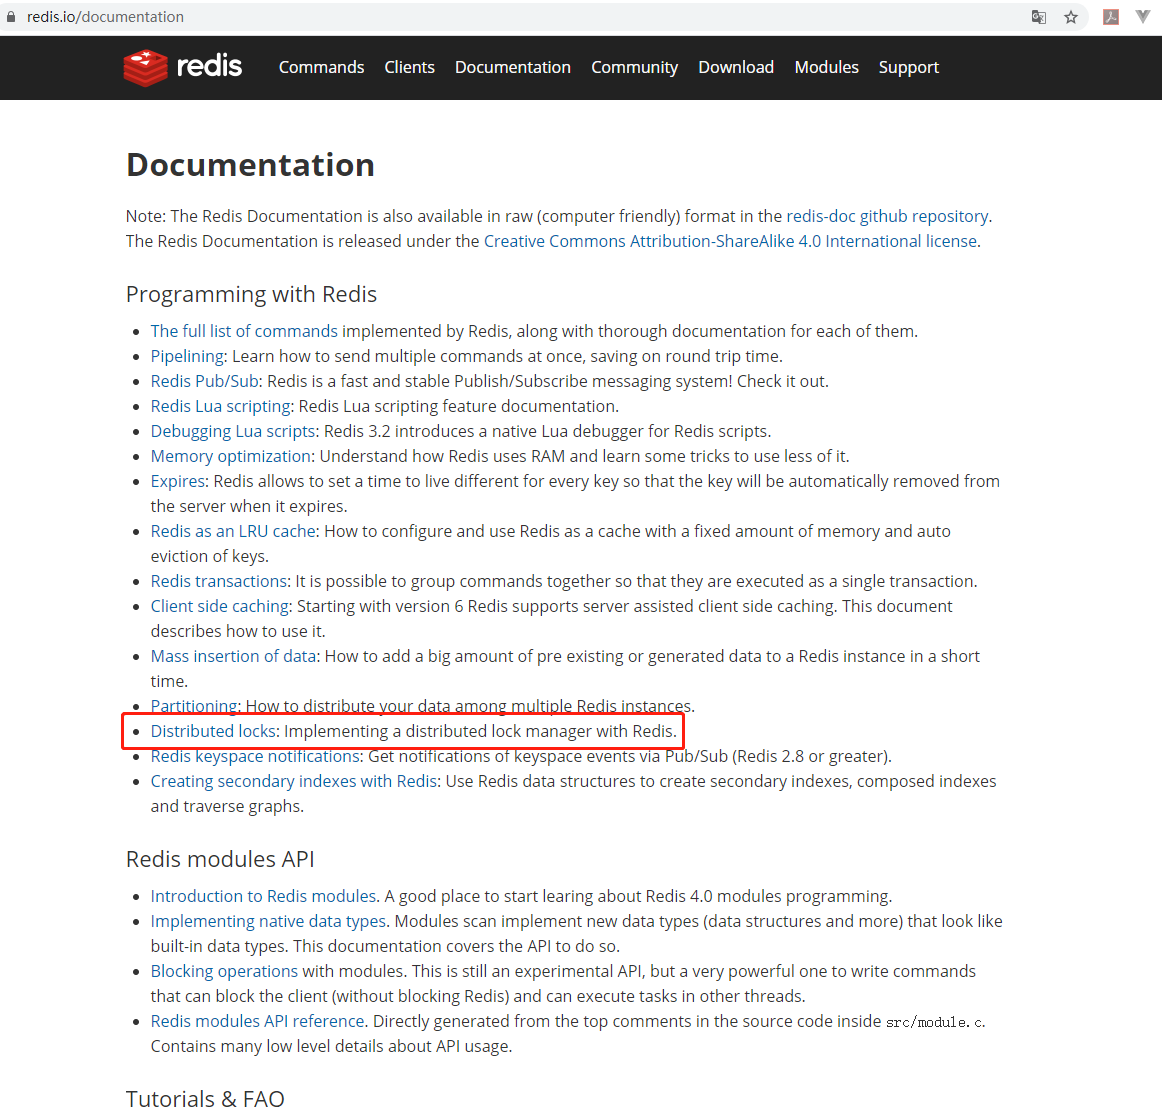 redis.io/documentation
redis Commands Clients Documentation Community Download Modules Support
Documentation
Note: The Redis Documentation is also available in raw (computer friendly) format in the redis-doc github repository.
The Redis Documentation is released under the Creative Commons Attribution-ShareAlike 4.0 International license.
Programming with Redis
The full list of commands implemented by Redis, along with thorough documentation for each of them.
Pipelining: Learn how to send multiple commands at once, saving on round trip time.
Redis Pub/Sub: Redis is a fast and stable Publish/Subscribe messaging system! Check it out.
Redis Lua scripting: Redis Lua scripting feature documentation.
Debugging Lua scripts: Redis 3.2 introduces a native Lua debugger for Redis scripts.
Memory optimization: Understand how Redis uses RAM and learn some tricks to use less of it.
Expires: Redis allows to set a time to live different for every key so that the key will be automatically removed from
the server when it expires.
Redis as an LRU cache: How to configure and use Redis as a cache with a fixed amount of memory and auto
eviction of keys.
Redis transactions: It is possible to group commands together so that they are executed as a single transaction.
Client side caching: Starting with version 6 Redis supports server assisted client side caching. This document
describes how to use it.
Mass insertion of data: How to add a big amount of pre existing or generated data to a Redis instance in a short
time.
Partitioning: How to distribute your data among multiple Redis instances.
Distributed locks: Implementing a distributed lock manager with Redis.
Redis keyspace notifications: Get notifications of keyspace events via Pub/Sub (Redis 2.8 or greater).
Creating secondary indexes with Redis: Use Redis data structures to create secondary indexes, composed indexes
and traverse graphs.
Redis modules API
Introduction to Redis modules. A good place to start learing about Redis 4.0 modules programming.
Implementing native data types. Modules scan implement new data types (data structures and more) that look like
built-in data types. This documentation covers the API to do so.
Blocking operations with modules. This is still an experimental API, but a very powerful one to write commands
that can block the client (without blocking Redis) and can execute tasks in other threads.
Redis modules API reference. Directly generated from the top comments in the source code inside src/module.c.
Contains many low level details about API usage.
Tutorials & FAQ